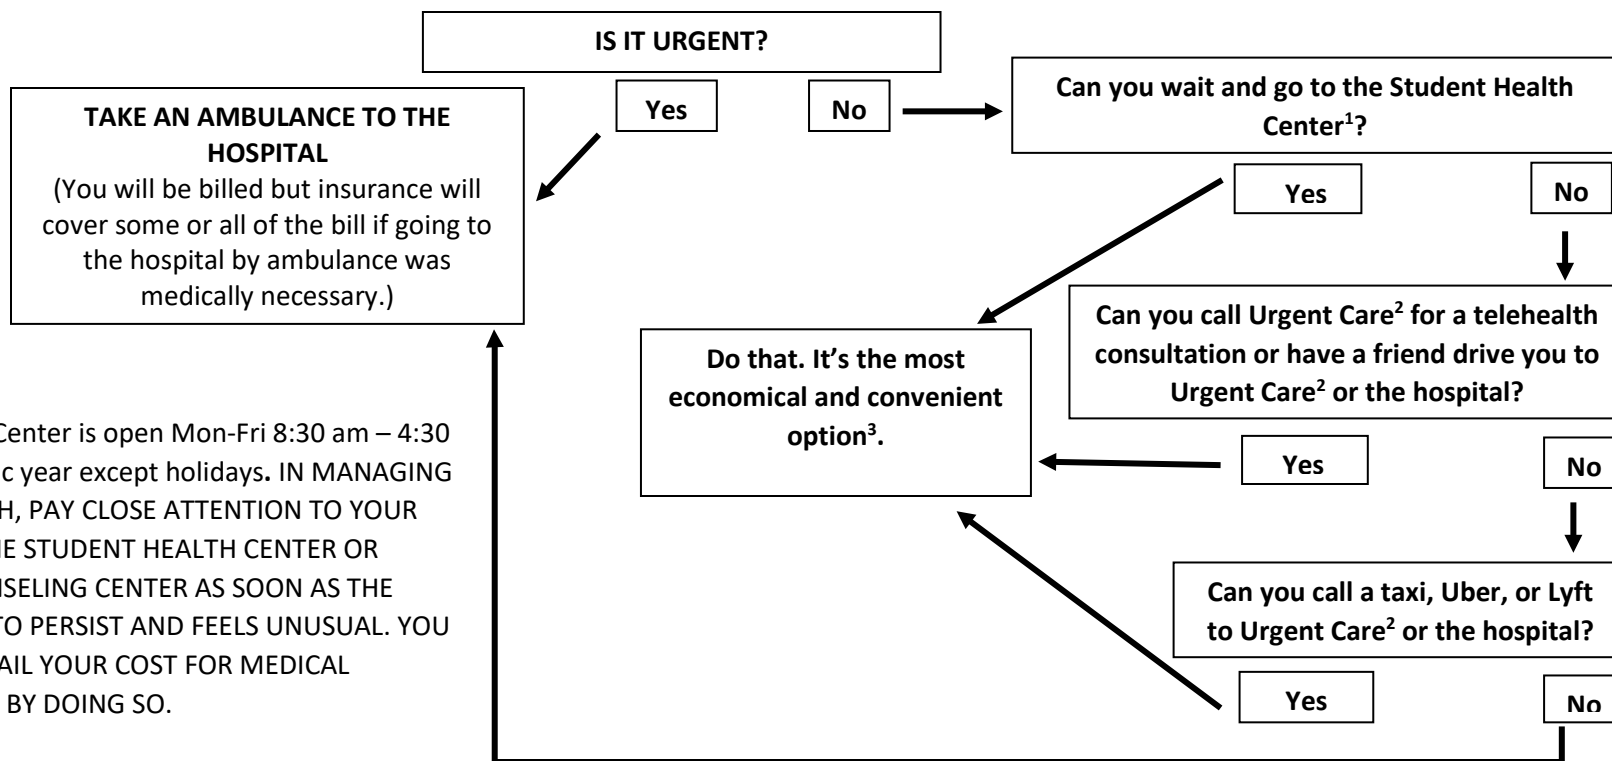 IS IT URGENT?
Yes
No
TAKE AN AMBULANCE TO THE
HOSPITAL
(You will be billed but insurance will
cover some or all of the bill if going to
the hospital by ambulance was
medically necessary.)
Can you wait and go to the Student Health
Center¹?
Yes
No
Can you call Urgent Care² for a telehealth
consultation or have a friend drive you to
Urgent Care² or the hospital?
Do that. It’s the most
economical and convenient
option³.
Yes
No
Can you call a taxi, Uber, or Lyft
to Urgent Care² or the hospital?
Yes
No
Center is open Mon-Fri 8:30 am – 4:30
c year except holidays. IN MANAGING
H, PAY CLOSE ATTENTION TO YOUR
HE STUDENT HEALTH CENTER OR
NSELING CENTER AS SOON AS THE
TO PERSIST AND FEELS UNUSUAL. YOU
AIL YOUR COST FOR MEDICAL
BY DOING SO.